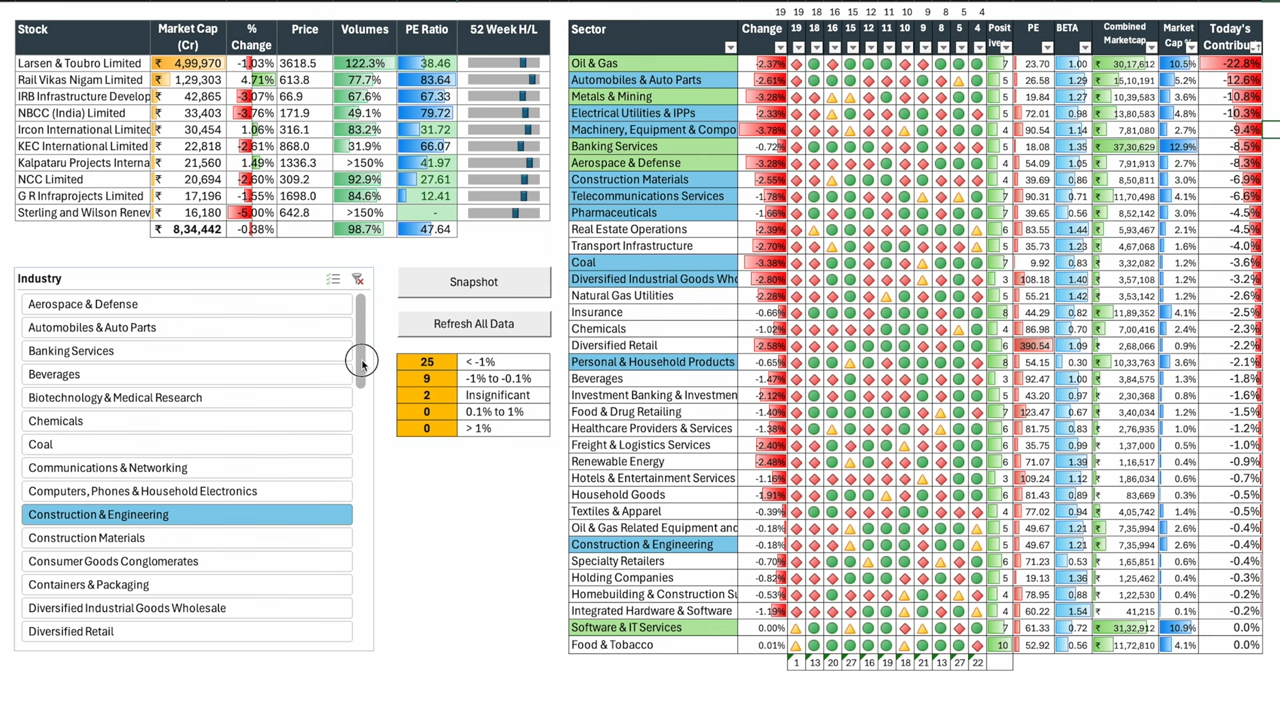 19 19 18 16 15 12 11 10 9 8 5 4
Stock Market Cap (Cr) % Change Price Volumes PE Ratio 52 Week H/L
Larsen & Toubro Limited ₹ 4,99,970 -1.03% 3618.5 122.3% 38.46
Rail Vikas Nigam Limited ₹ 1,29,303 4.71% 613.8 77.7% 83.64
IRB Infrastructure Develop ₹ 42,865 -3.07% 66.9 67.6% 67.33
NBCC (India) Limited ₹ 33,403 -3.76% 171.9 49.1% 79.72
Ircon International Limited ₹ 30,454 1.06% 316.1 83.2% 31.72
KEC International Limited ₹ 22,818 -2.61% 868.0 31.9% 66.07
Kalpataru Projects Interna ₹ 21,560 1.49% 1336.3 >150% 41.97
NCC Limited ₹ 20,694 -2.60% 309.2 92.9% 27.61
G R Infraprojects Limited ₹ 17,196 -1.55% 1698.0 84.6% 12.41
Sterling and Wilson Renew ₹ 16,180 -5.00% 642.8 >150% -
₹ 8,34,442 -0.38% 98.7% 47.64
Industry
Aerospace & Defense
Automobiles & Auto Parts
Banking Services
Beverages
Biotechnology & Medical Research
Chemicals
Coal
Communications & Networking
Computers, Phones & Household Electronics
Construction & Engineering
Construction Materials
Consumer Goods Conglomerates
Containers & Packaging
Diversified Industrial Goods Wholesale
Diversified Retail
Snapshot
Refresh All Data
25 < -1%
9 -1% to -0.1%
2 Insignificant
0 0.1% to 1%
0 > 1%
Sector Change 19 18 16 15 12 11 10 9 8 5 4 Posit ives PE BETA Combined Marketcap Market Cap % Today's Contribu
Oil & Gas -2.37% 7 23.70 1.00 ₹ 30,17,612 10.5% -22.8%
Automobiles & Auto Parts -2.61% 5 26.58 1.29 ₹ 15,10,191 5.2% -12.6%
Metals & Mining -3.28% 5 19.84 1.27 ₹ 10,39,583 3.6% -10.8%
Electrical Utilities & IPPs -2.33% 5 72.01 0.98 ₹ 13,80,583 4.8% -10.3%
Machinery, Equipment & Compo -3.78% 4 90.54 1.14 ₹ 7,81,080 2.7% -9.4%
Banking Services -0.72% 5 18.08 1.35 ₹ 37,30,629 12.9% -8.5%
Aerospace & Defense -3.28% 4 54.09 1.05 ₹ 7,91,913 2.7% -8.3%
Construction Materials -2.55% 4 39.69 0.86 ₹ 8,50,811 3.0% -6.9%
Telecommunications Services -1.78% 4 90.31 0.71 ₹ 11,70,498 4.1% -6.6%
Pharmaceuticals -1.66% 7 39.65 0.56 ₹ 8,52,142 3.0% -4.5%
Real Estate Operations -2.39% 6 83.55 1.44 ₹ 5,93,467 2.1% -4.5%
Transport Infrastructure -2.70% 5 35.73 1.23 ₹ 4,67,068 1.6% -4.0%
Coal -3.38% 7 9.92 0.83 ₹ 3,32,082 1.2% -3.6%
Diversified Industrial Goods Who -2.80% 3 108.18 1.40 ₹ 3,57,108 1.2% -3.2%
Natural Gas Utilities -2.28% 5 55.21 1.42 ₹ 3,53,142 1.2% -2.6%
Insurance -0.66% 8 44.29 0.82 ₹ 11,89,352 4.1% -2.5%
Chemicals -1.02% 4 86.98 0.70 ₹ 7,00,416 2.4% -2.3%
Diversified Retail -2.58% 6 390.54 1.09 ₹ 2,68,066 0.9% -2.2%
Personal & Household Products -0.65% 8 54.15 0.30 ₹ 10,33,763 3.6% -2.1%
Beverages -1.47% 3 92.47 1.00 ₹ 3,84,575 1.3% -1.8%
Investment Banking & Investmen -2.12% 5 43.20 0.97 ₹ 2,30,368 0.8% -1.6%
Food & Drug Retailing -1.40% 7 123.47 0.67 ₹ 3,40,034 1.2% -1.5%
Healthcare Providers & Services -1.38% 6 81.75 0.83 ₹ 2,76,935 1.0% -1.2%
Freight & Logistics Services -2.40% 6 35.75 0.99 ₹ 1,37,000 0.5% -1.0%
Renewable Energy -2.48% 6 71.07 1.39 ₹ 1,16,517 0.4% -0.9%
Hotels & Entertainment Services -1.16% 3 109.24 1.12 ₹ 1,86,034 0.6% -0.7%
Household Goods -1.91% 6 81.43 0.89 ₹ 83,669 0.3% -0.5%
Textiles & Apparel -0.39% 4 77.02 0.94 ₹ 4,05,742 1.4% -0.5%
Oil & Gas Related Equipment and -0.18% 5 49.67 1.21 ₹ 7,35,994 2.6% -0.4%
Construction & Engineering -0.18% 5 49.67 1.21 ₹ 7,35,994 2.6% -0.4%
Specialty Retailers -0.70% 6 71.23 0.53 ₹ 1,65,851 0.6% -0.4%
Holding Companies -0.82% 5 19.13 1.36 ₹ 1,25,462 0.4% -0.3%
Homebuilding & Construction Su -0.53% 4 78.95 0.88 ₹ 1,22,530 0.4% -0.2%
Integrated Hardware & Software -1.19% 4 60.22 1.54 ₹ 41,215 0.1% -0.2%
Software & IT Services 0.00% 7 61.33 0.72 ₹ 31,32,912 10.9% 0.0%
Food & Tobacco 0.01% 10 52.92 0.56 ₹ 11,72,810 4.1% 0.0%
1 13 20 27 16 19 18 21 13 27 22